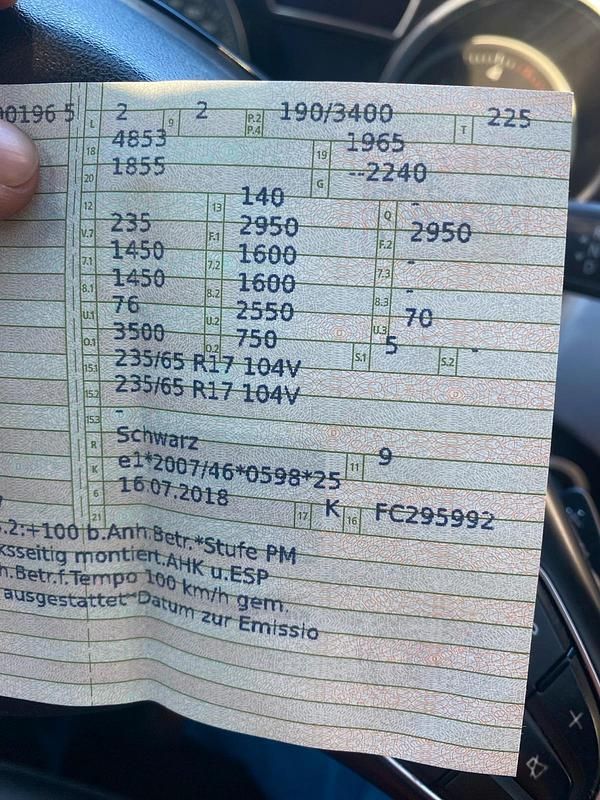 00196 5 L 2 9 2 P.2 P.4 190/3400 T 225
18 4853 19 1965
20 1855 G --2240
12 - 13 140 Q -
V.7 235 F.1 2950 F.2 2950
7.1 1450 7.2 1600 7.3 -
8.1 1450 8.2 1600 8.3 -
U.1 76 U.2 2550 U.3 70
O.1 3500 O.2 750 S.1 5 S.2 -
15.1 235/65 R17 104V
15.2 235/65 R17 104V
15.3 -
R Schwarz 11 9
K e1*2007/46*0598*25
6 16.07.2018 17 K 16 FC295992
21
.2:+100 b.Anh.Betr.*Stufe PM
ksseitig montiert.AHK u.ESP
h.Betr.f.Tempo 100 km/h gem.
ausgestattet*Datum zur Emissio